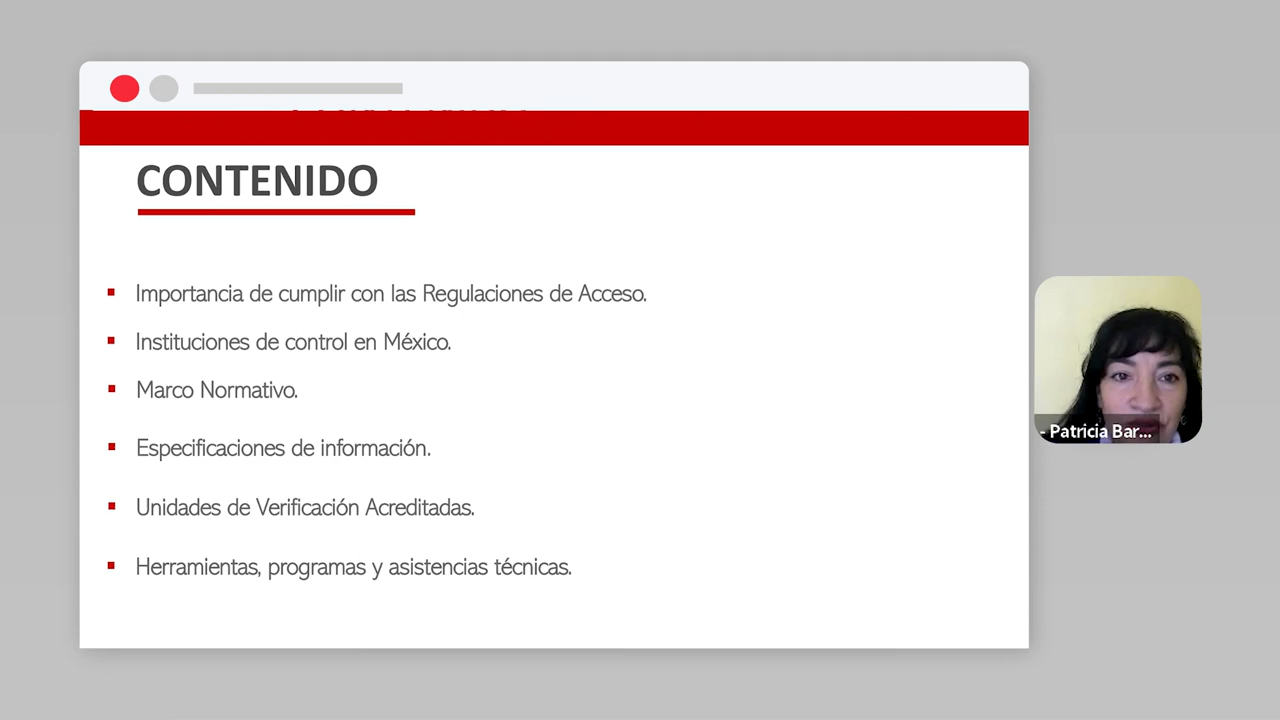 CONTENIDO
Importancia de cumplir con las Regulaciones de Acceso.
Instituciones de control en México.
Marco Normativo.
Especificaciones de información.
Unidades de Verificación Acreditadas.
Herramientas, programas y asistencias técnicas.
- Patricia Bar...